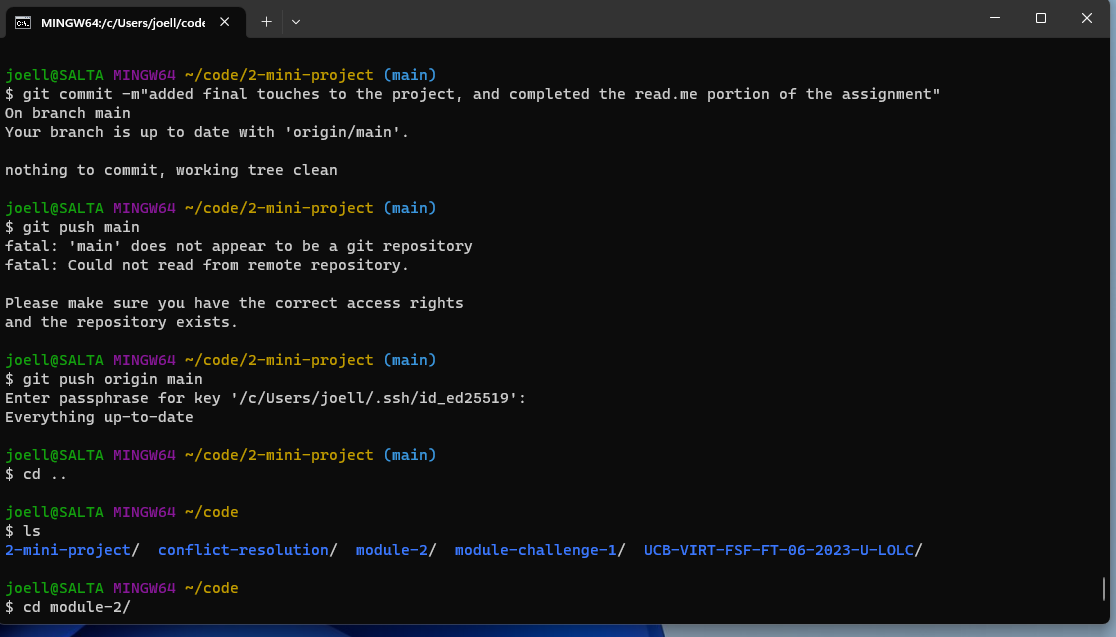 MINGW64:/c/Users/joell/code
joell@SALTA MINGW64 ~/code/2-mini-project (main)
$ git commit -m"added final touches to the project, and completed the read.me portion of the assignment"
On branch main
Your branch is up to date with 'origin/main'.
nothing to commit, working tree clean
joell@SALTA MINGW64 ~/code/2-mini-project (main)
$ git push main
fatal: 'main' does not appear to be a git repository
fatal: Could not read from remote repository.
Please make sure you have the correct access rights
and the repository exists.
joell@SALTA MINGW64 ~/code/2-mini-project (main)
$ git push origin main
Enter passphrase for key '/c/Users/joell/.ssh/id_ed25519':
Everything up-to-date
joell@SALTA MINGW64 ~/code/2-mini-project (main)
$ cd ..
joell@SALTA MINGW64 ~/code
$ ls
2-mini-project/  conflict-resolution/  module-2/  module-challenge-1/  UCB-VIRT-FSF-FT-06-2023-U-LOLC/
joell@SALTA MINGW64 ~/code
$ cd module-2/